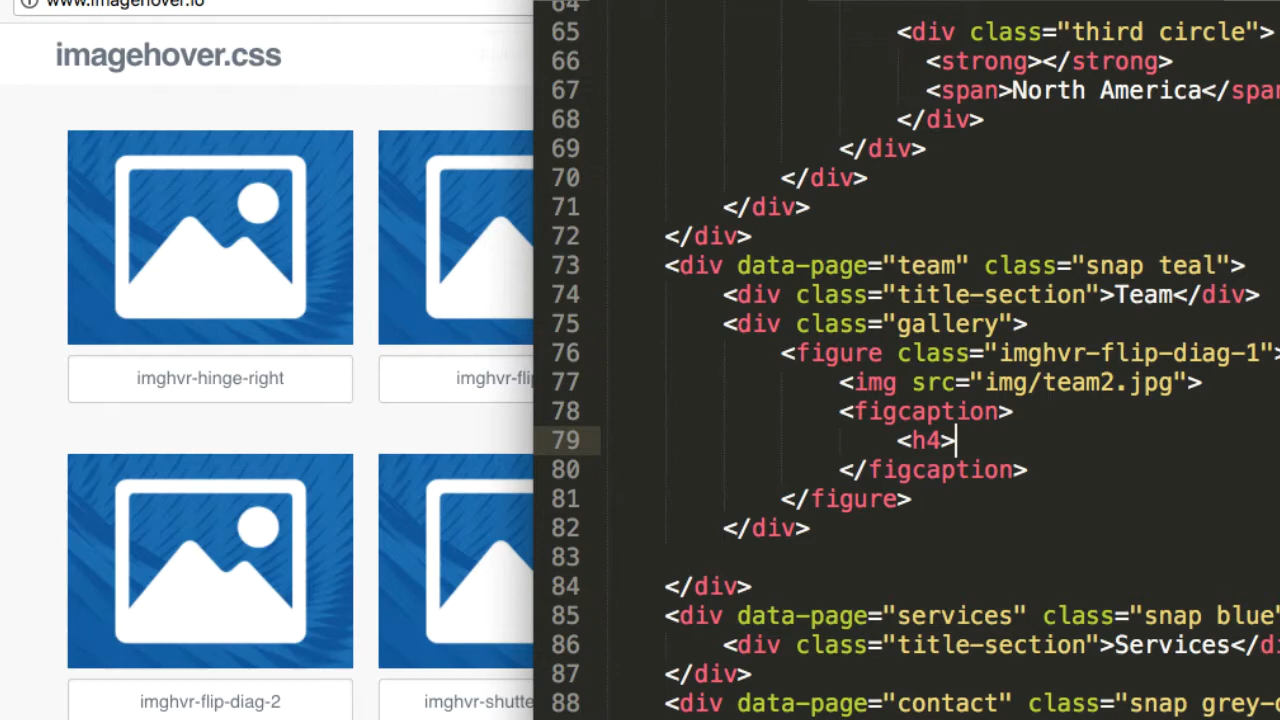 www.imagehover.io
imagehover.css
imghvr-hinge-right
imghvr-flip-diag-2
64
65 <div class="third circle">
66 <strong></strong>
67 <span>North America</span
68 </div>
69 </div>
70 </div>
71 </div>
72 </div>
73 <div data-page="team" class="snap teal">
74 <div class="title-section">Team</div>
75 <div class="gallery">
76 <figure class="imghvr-flip-diag-1">
77 <img src="img/team2.jpg">
78 <figcaption>
79 <h4>
80 </figcaption>
81 </figure>
82 </div>
83
84 </div>
85 <div data-page="services" class="snap blue"
86 <div class="title-section">Services</di
87 </div>
88 <div data-page="contact" class="snap